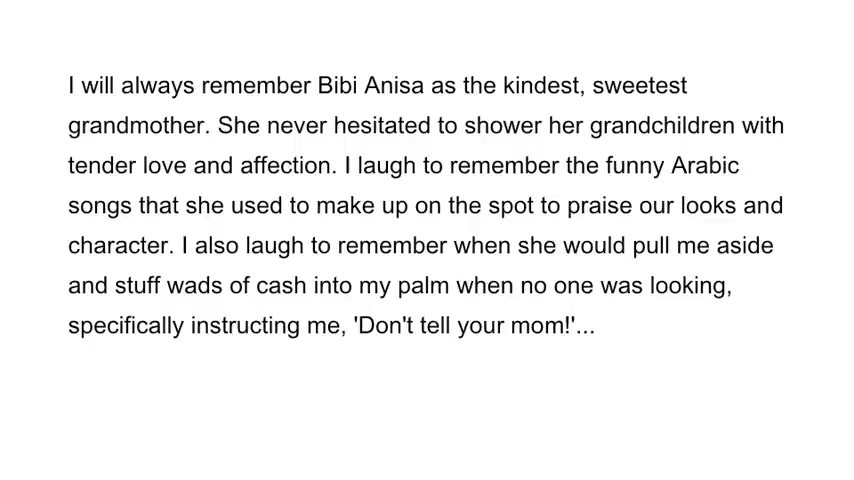 I will always remember Bibi Anisa as the kindest, sweetest
grandmother. She never hesitated to shower her grandchildren with
tender love and affection. I laugh to remember the funny Arabic
songs that she used to make up on the spot to praise our looks and
character. I also laugh to remember when she would pull me aside
and stuff wads of cash into my palm when no one was looking,
specifically instructing me, 'Don't tell your mom!'...